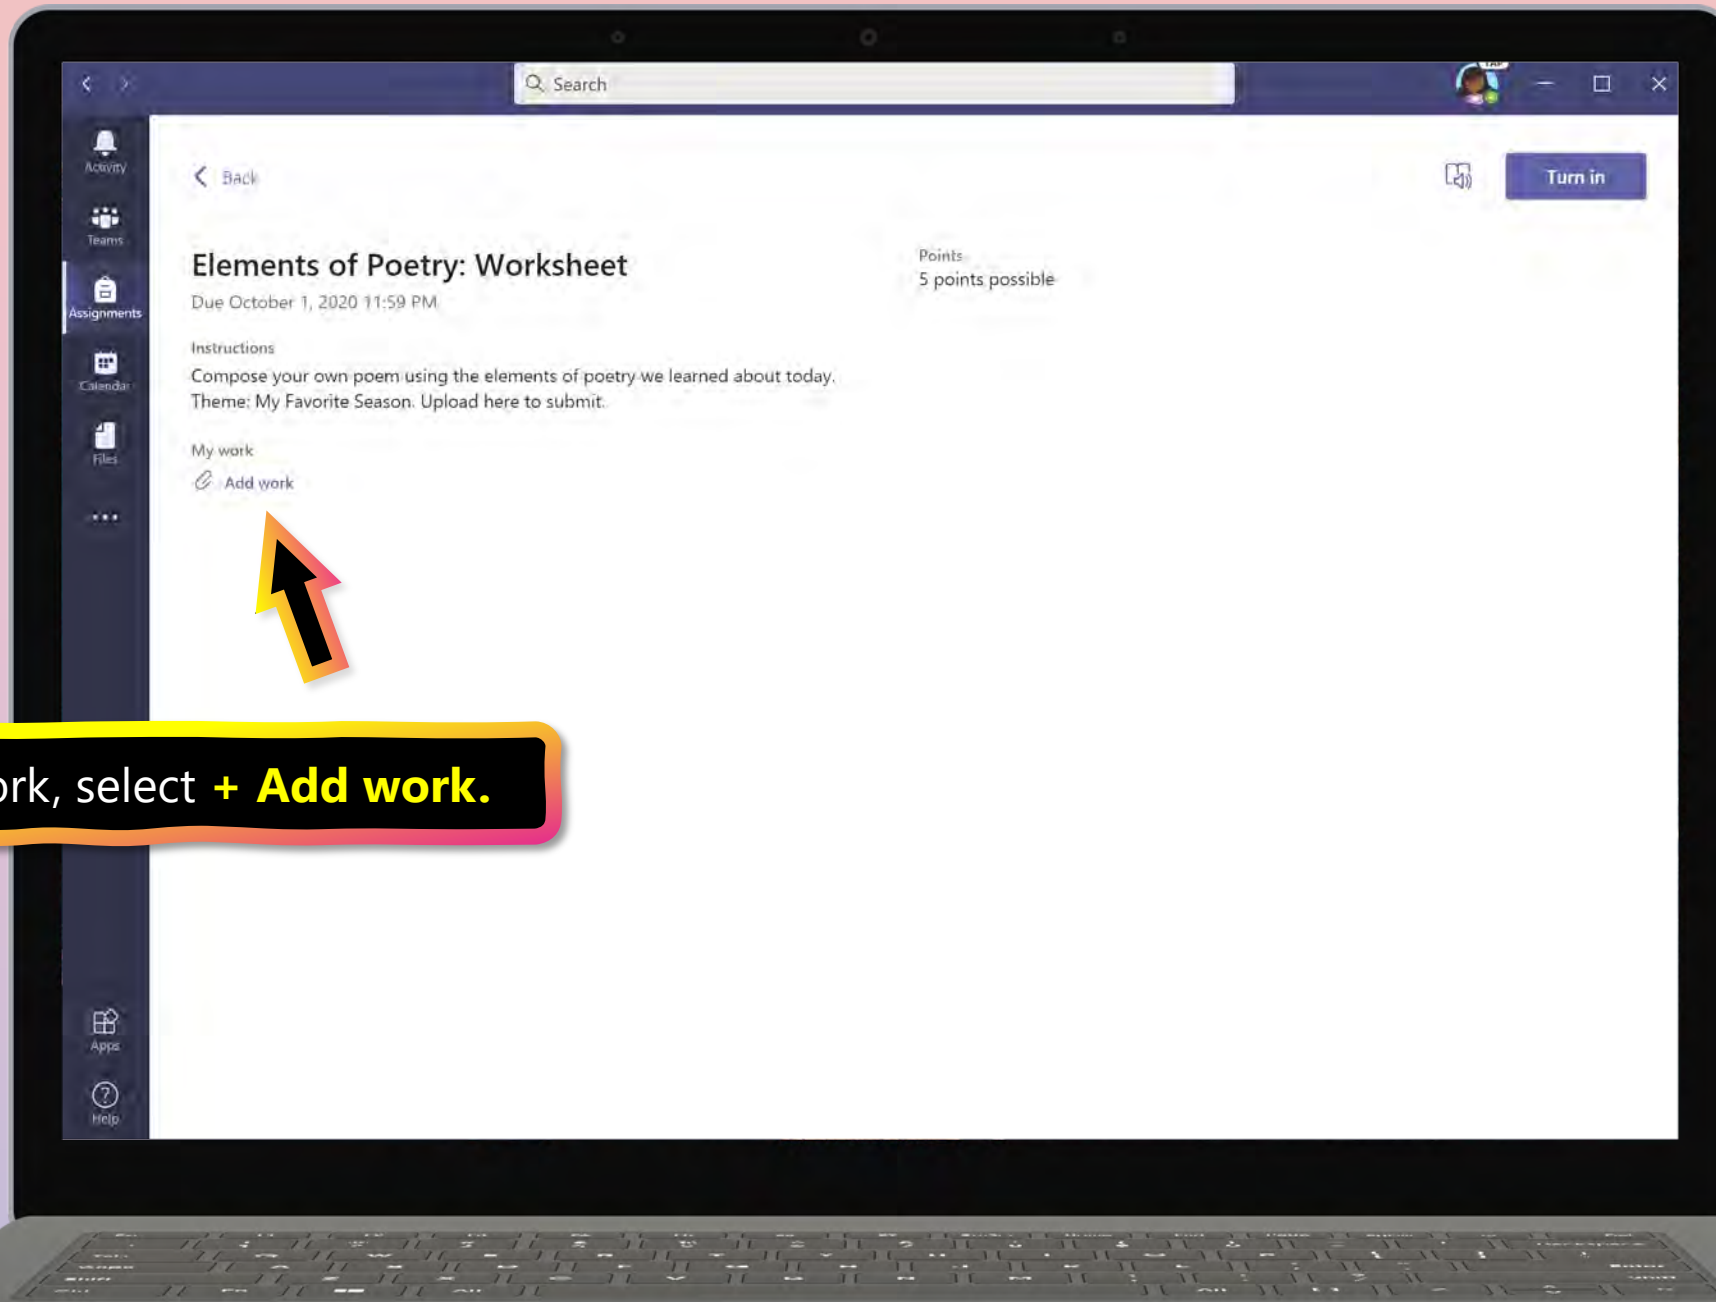 Search
TAP
Activity
Teams
Assignments
Calendar
Files
Apps
Help
Back
Turn in
Elements of Poetry: Worksheet
Due October 1, 2020 11:59 PM
Points
5 points possible
Instructions
Compose your own poem using the elements of poetry we learned about today.
Theme: My Favorite Season. Upload here to submit.
My work
Add work
ork, select + Add work.